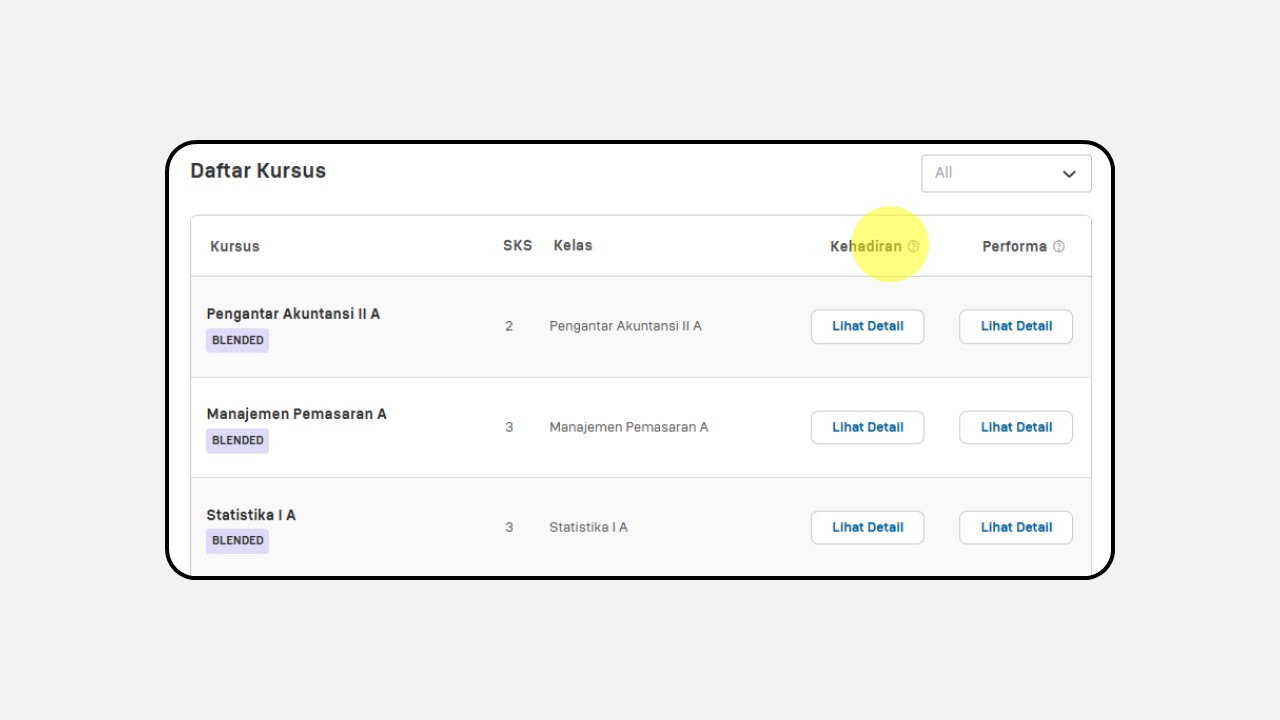 Daftar Kursus
All
Kursus SKS Kelas Kehadiran Performa
Pengantar Akuntansi II A
BLENDED
2 Pengantar Akuntansi II A Lihat Detail Lihat Detail
Manajemen Pemasaran A
BLENDED
3 Manajemen Pemasaran A Lihat Detail Lihat Detail
Statistika I A
BLENDED
3 Statistika I A Lihat Detail Lihat Detail